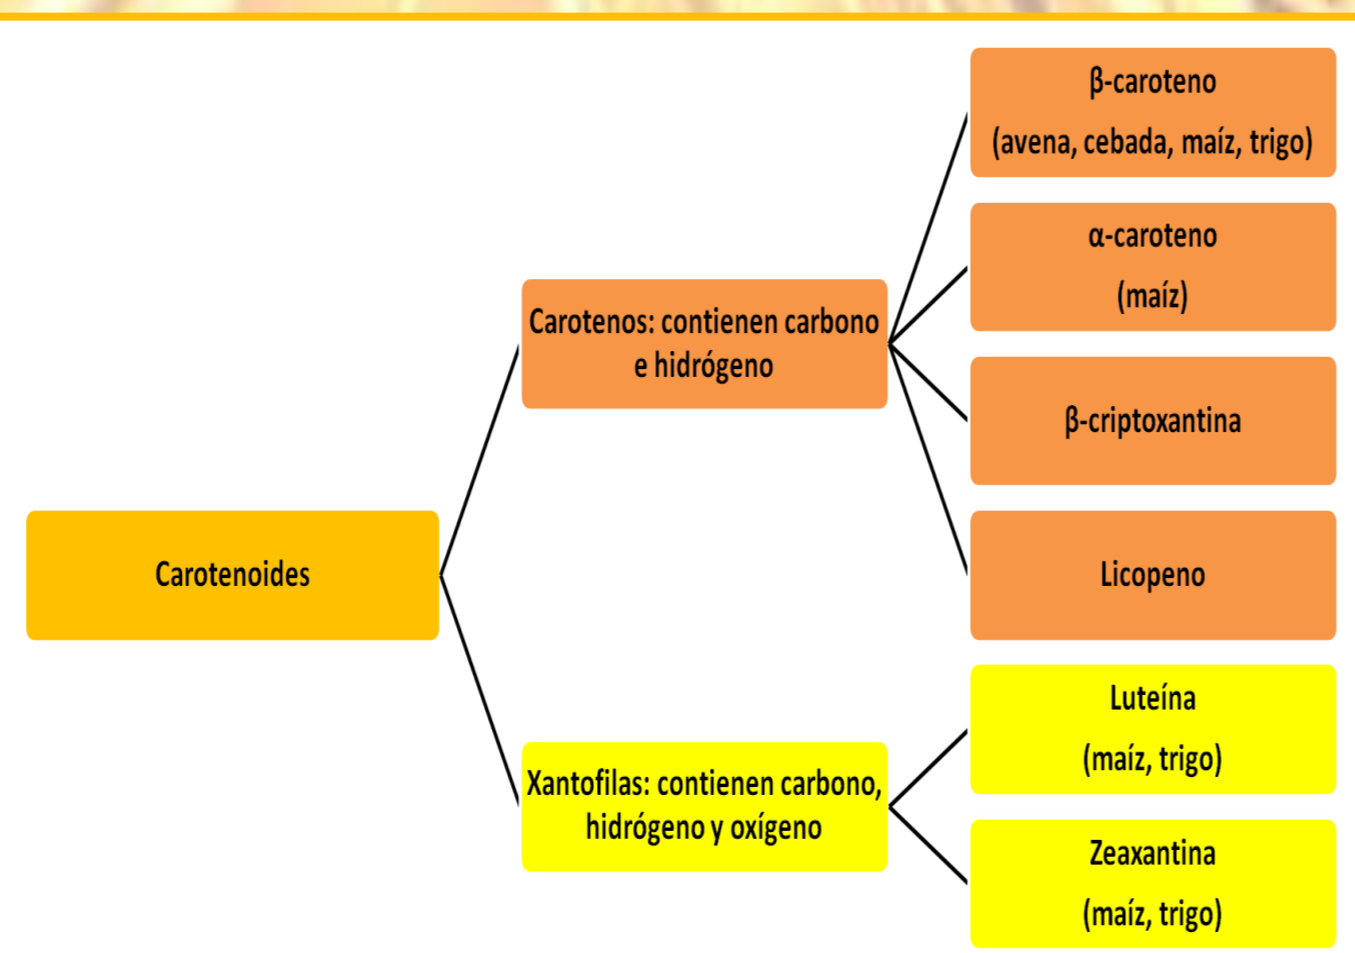 Carotenoides
Carotenos: contienen carbono
e hidrógeno
β-caroteno
(avena, cebada, maíz, trigo)
α-caroteno
(maíz)
β-criptoxantina
Licopeno
Xantofilas: contienen carbono,
hidrógeno y oxígeno
Luteína
(maíz, trigo)
Zeaxantina
(maíz, trigo)